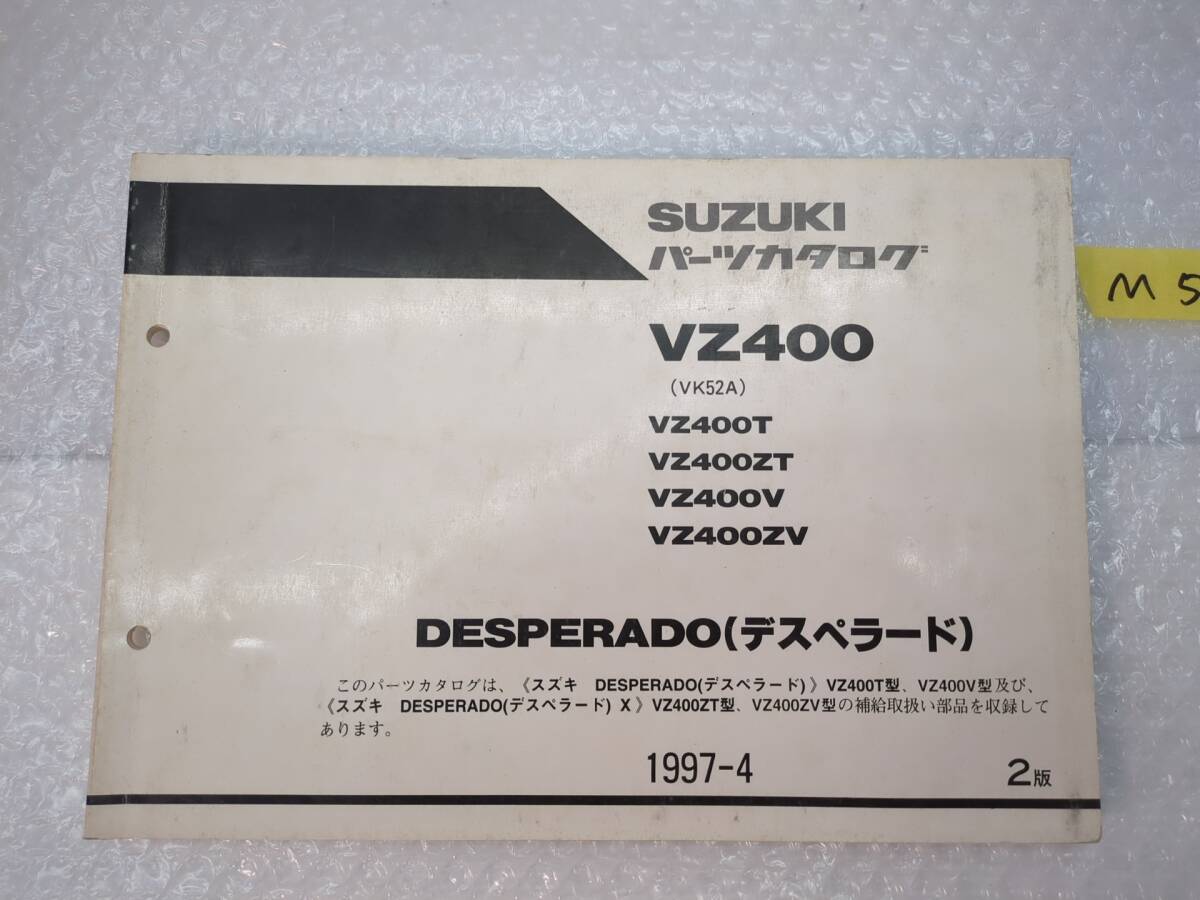 SUZUKI
パーツカタログ
VZ400
(VK52A)
VZ400T
VZ400ZT
VZ400V
VZ400ZV
DESPERADO(デスペラード)
このパーツカタログは、《スズキ DESPERADO(デスペラード)》VZ400T型、VZ400V型及び、
《スズキ DESPERADO(デスペラード) X》VZ400ZT型、VZ400ZV型の補給取扱い部品を収録して
あります。
1997-4
2版
M 5